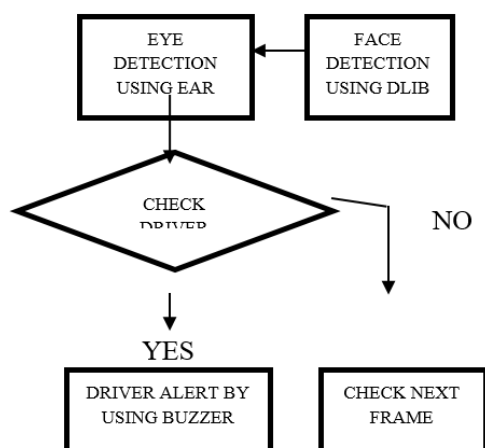 EYE
DETECTION
USING EAR
FACE
DETECTION
USING DLIB
CHECK
DRIVER
NO
YES
DRIVER ALERT BY
USING BUZZER
CHECK NEXT
FRAME